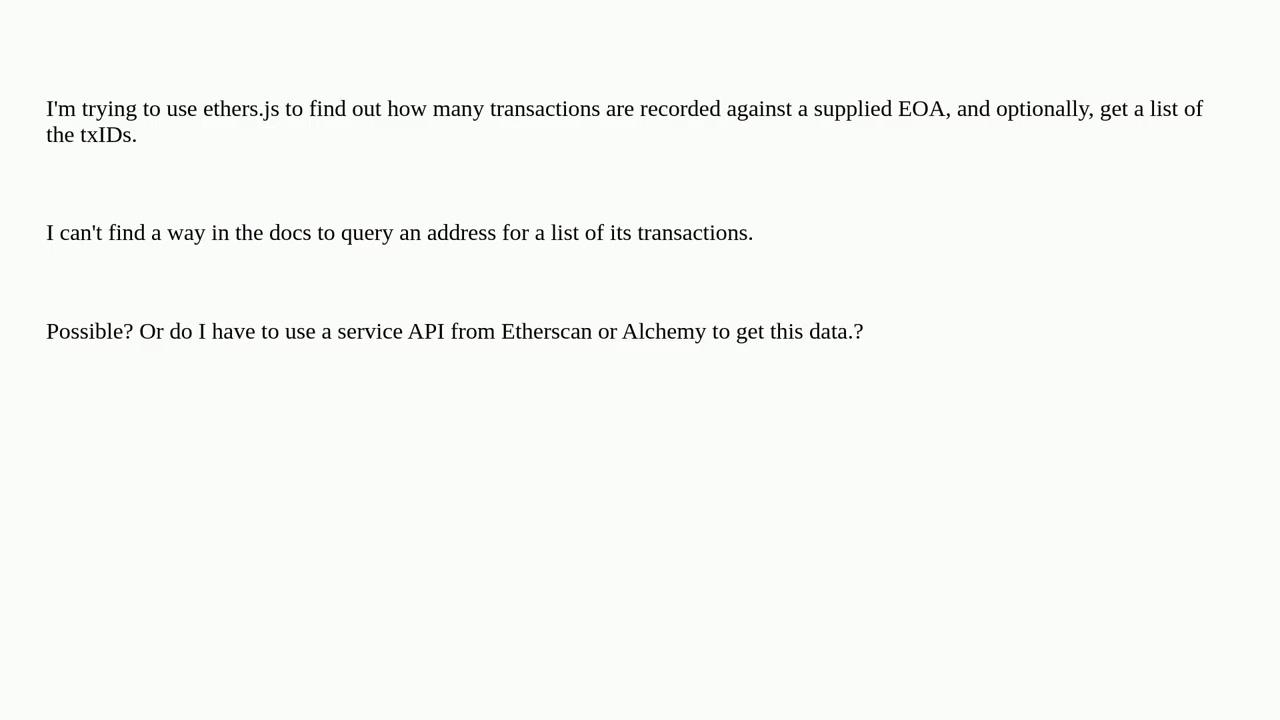 I'm trying to use ethers.js to find out how many transactions are recorded against a supplied EOA, and optionally, get a list of
the txIDs.
I can't find a way in the docs to query an address for a list of its transactions.
Possible? Or do I have to use a service API from Etherscan or Alchemy to get this data.?